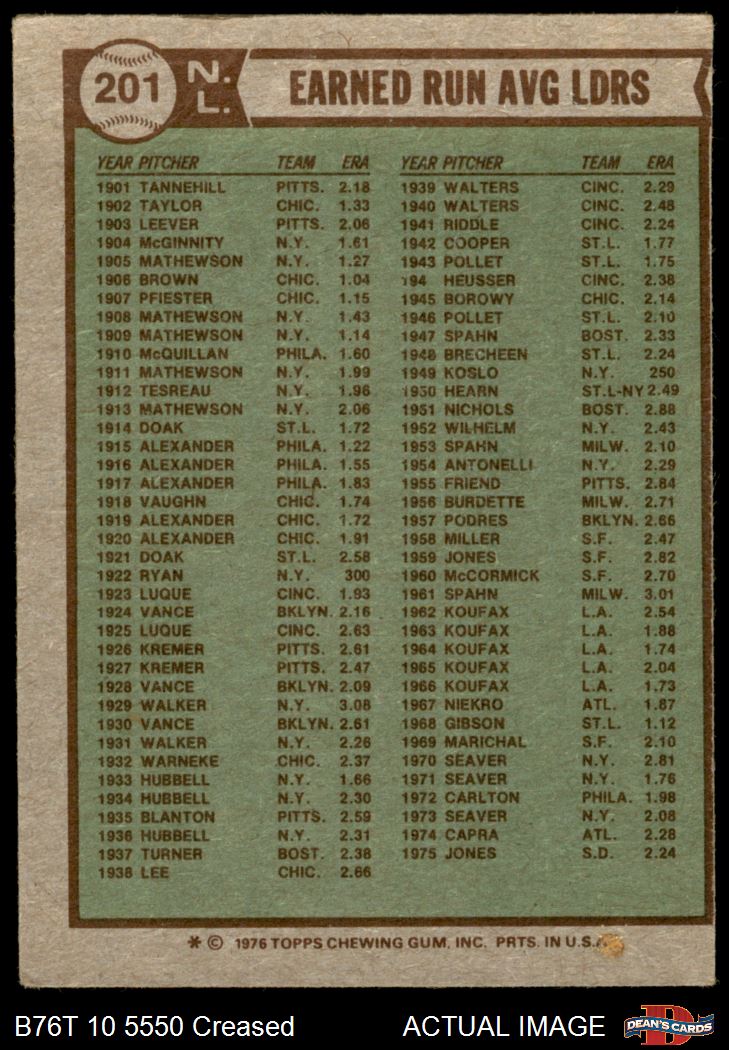 201
N.
L.
EARNED RUN AVG LDRS
YEAR PITCHER TEAM ERA
1901 TANNEHILL PITTS. 2.18
1902 TAYLOR CHIC. 1.33
1903 LEEVER PITTS. 2.06
1904 McGINNITY N.Y. 1.61
1905 MATHEWSON N.Y. 1.27
1906 BROWN CHIC. 1.04
1907 PFIESTER CHIC. 1.15
1908 MATHEWSON N.Y. 1.43
1909 MATHEWSON N.Y. 1.14
1910 McQUILLAN PHILA. 1.60
1911 MATHEWSON N.Y. 1.99
1912 TESREAU N.Y. 1.96
1913 MATHEWSON N.Y. 2.06
1914 DOAK ST.L. 1.72
1915 ALEXANDER PHILA. 1.22
1916 ALEXANDER PHILA. 1.55
1917 ALEXANDER PHILA. 1.83
1918 VAUGHN CHIC. 1.74
1919 ALEXANDER CHIC. 1.72
1920 ALEXANDER CHIC. 1.91
1921 DOAK ST.L. 2.58
1922 RYAN N.Y. 300
1923 LUQUE CINC. 1.93
1924 VANCE BKLYN. 2.16
1925 LUQUE CINC. 2.63
1926 KREMER PITTS. 2.61
1927 KREMER PITTS. 2.47
1928 VANCE BKLYN. 2.09
1929 WALKER N.Y. 3.08
1930 VANCE BKLYN. 2.61
1931 WALKER N.Y. 2.26
1932 WARNEKE CHIC. 2.37
1933 HUBBELL N.Y. 1.66
1934 HUBBELL N.Y. 2.30
1935 BLANTON PITTS. 2.59
1936 HUBBELL N.Y. 2.31
1937 TURNER BOST. 2.38
1938 LEE CHIC. 2.66
YEAR PITCHER TEAM ERA
1939 WALTERS CINC. 2.29
1940 WALTERS CINC. 2.48
1941 RIDDLE CINC. 2.24
1942 COOPER ST.L. 1.77
1943 POLLET ST.L. 1.75
194 HEUSSER CINC. 2.38
1945 BOROWY CHIC. 2.14
1946 POLLET ST.L. 2.10
1947 SPAHN BOST. 2.33
1948 BRECHEEN ST.L. 2.24
1949 KOSLO N.Y. 250
1950 HEARN ST.L-NY 2.49
1951 NICHOLS BOST. 2.88
1952 WILHELM N.Y. 2.43
1953 SPAHN MILW. 2.10
1954 ANTONELLI N.Y. 2.29
1955 FRIEND PITTS. 2.84
1956 BURDETTE MILW. 2.71
1957 PODRES BKLYN. 2.66
1958 MILLER S.F. 2.47
1959 JONES S.F. 2.82
1960 McCORMICK S.F. 2.70
1961 SPAHN MILW. 3.01
1962 KOUFAX L.A. 2.54
1963 KOUFAX L.A. 1.88
1964 KOUFAX L.A. 1.74
1965 KOUFAX L.A. 2.04
1966 KOUFAX L.A. 1.73
1967 NIEKRO ATL. 1.87
1968 GIBSON ST.L. 1.12
1969 MARICHAL S.F. 2.10
1970 SEAVER N.Y. 2.81
1971 SEAVER N.Y. 1.76
1972 CARLTON PHILA. 1.98
1973 SEAVER N.Y. 2.08
1974 CAPRA ATL. 2.28
1975 JONES S.D. 2.24
* © 1976 TOPPS CHEWING GUM, INC. PRTS. IN U.S.A.
B76T 10 5550 Creased ACTUAL IMAGE
DEAN'S CARDS